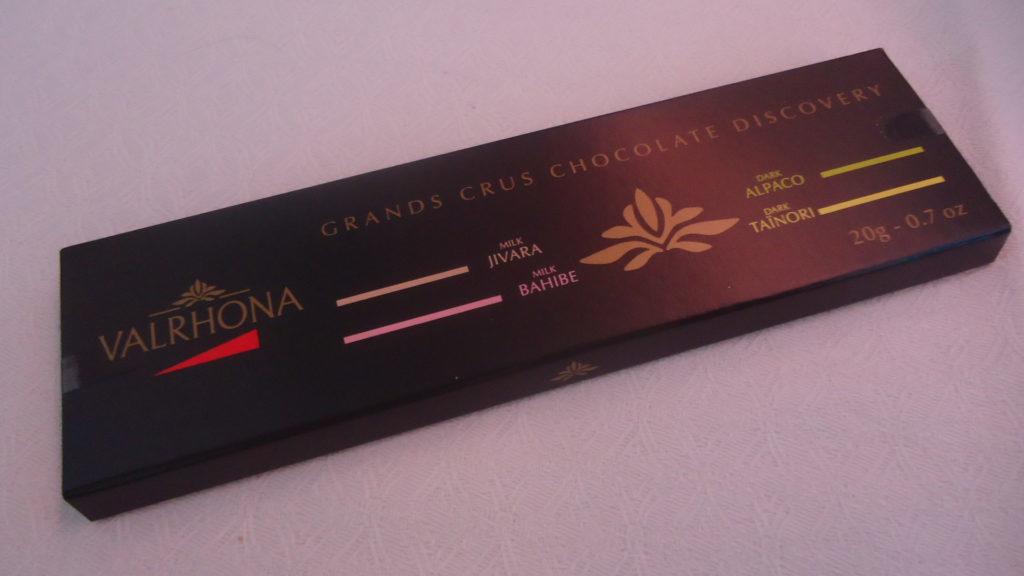 GRANDS CRUS CHOCOLATE DISCOVERY
VALRHONA
MILK
JIVARA
MILK
BAHIBE
DARK
ALPACO
DARK
TAÏNORI
20g - 0.7 oz